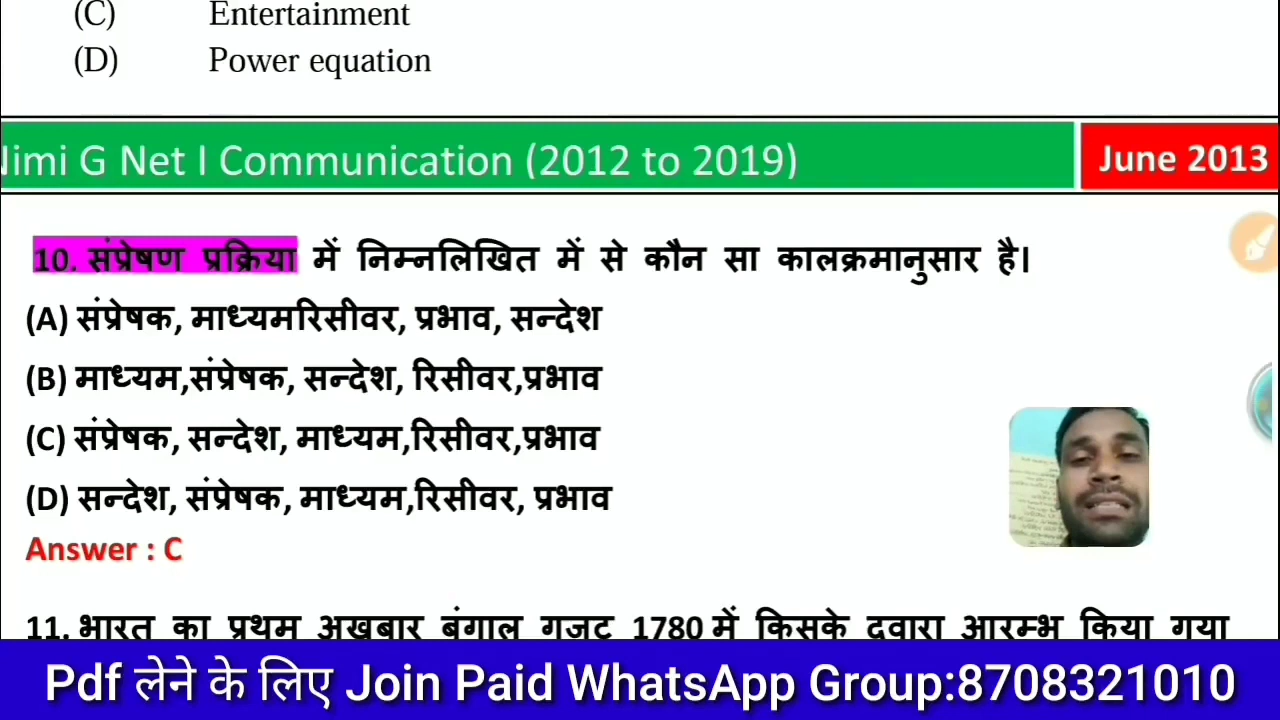 (C) Entertainment
(D) Power equation
Nimi G Net I Communication (2012 to 2019) June 2013
10. संप्रेषण प्रक्रिया में निम्नलिखित में से कौन सा कालक्रमानुसार है।
(A) संप्रेषक, माध्यमरिसीवर, प्रभाव, सन्देश
(B) माध्यम,संप्रेषक, सन्देश, रिसीवर,प्रभाव
(C) संप्रेषक, सन्देश, माध्यम,रिसीवर,प्रभाव
(D) सन्देश, संप्रेषक, माध्यम,रिसीवर, प्रभाव
Answer : C
11. भारत का प्रथम अखबार बंगाल गजट 1780 में किसके दवारा आरम्भ किया गया
Pdf लेने के लिए Join Paid WhatsApp Group:8708321010